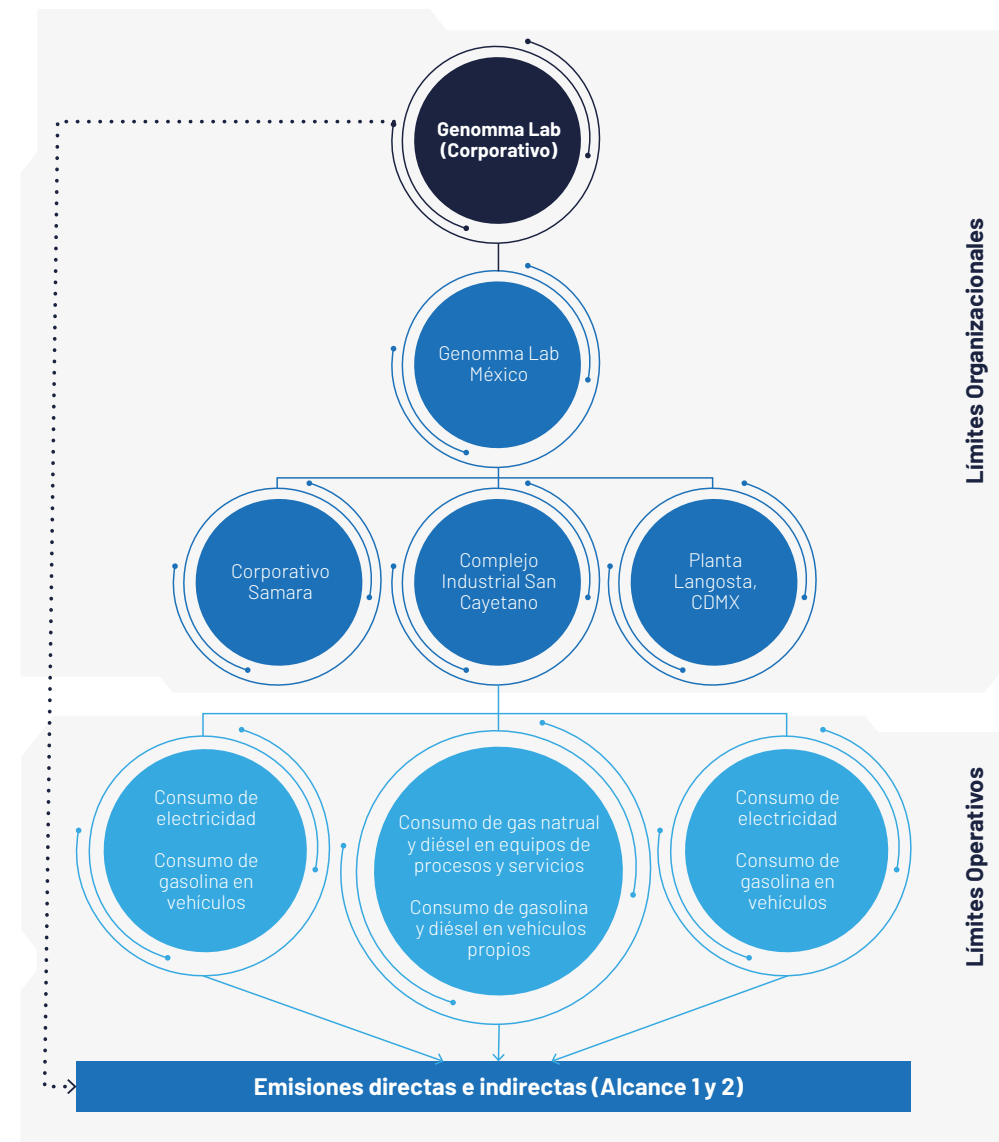 Genomma Lab
(Corporativo)
Límites Organizacionales
Genomma Lab
México
Corporativo
Samara
Complejo
Industrial San
Cayetano
Planta
Langosta,
CDMX
Límites Operativos
Consumo de
electricidad
Consumo de
gasolina en
vehículos
Consumo de gas natrual
y diésel en equipos de
procesos y servicios
Consumo de gasolina
y diésel en vehículos
propios
Consumo de
electricidad
Consumo de
gasolina en
vehículos
Emisiones directas e indirectas (Alcance 1 y 2)